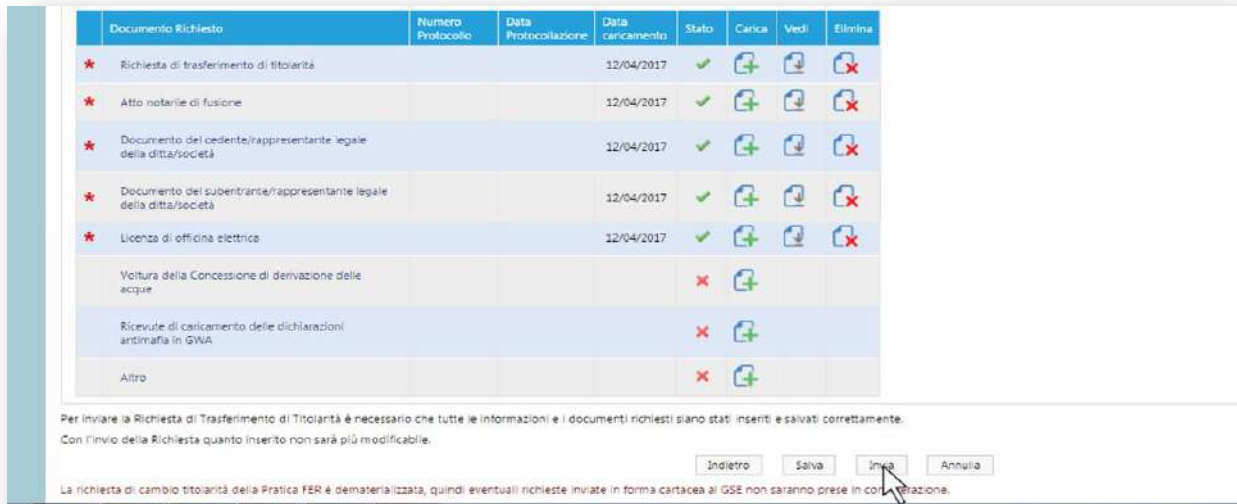 Documento Richiesto Numero Protocollo Data Protocollazione Data caricamento Stato Carica Vedi Elimina
* Richiesta di trasferimento di titolarità 12/04/2017
* Atto notarile di fusione 12/04/2017
* Documento del cedente/rappresentante legale
della ditta/società 12/04/2017
* Documento del subentrante/rappresentante legale
della ditta/società 12/04/2017
* Licenza di officina elettrica 12/04/2017
Voltura della Concessione di derivazione delle
acque
Ricevute di caricamento delle dichiarazioni
antimafia in GWA
Altro
Per inviare la Richiesta di Trasferimento di Titolarità è necessario che tutte le informazioni e i documenti richiesti siano stati inseriti e salvati correttamente.
Con l'invio della Richiesta quanto inserito non sarà più modificabile.
Indietro Salva Invia Annulla
La richiesta di cambio titolarità della Pratica FER è dematerializzata, quindi eventuali richieste inviate in forma cartacea al GSE non saranno prese in